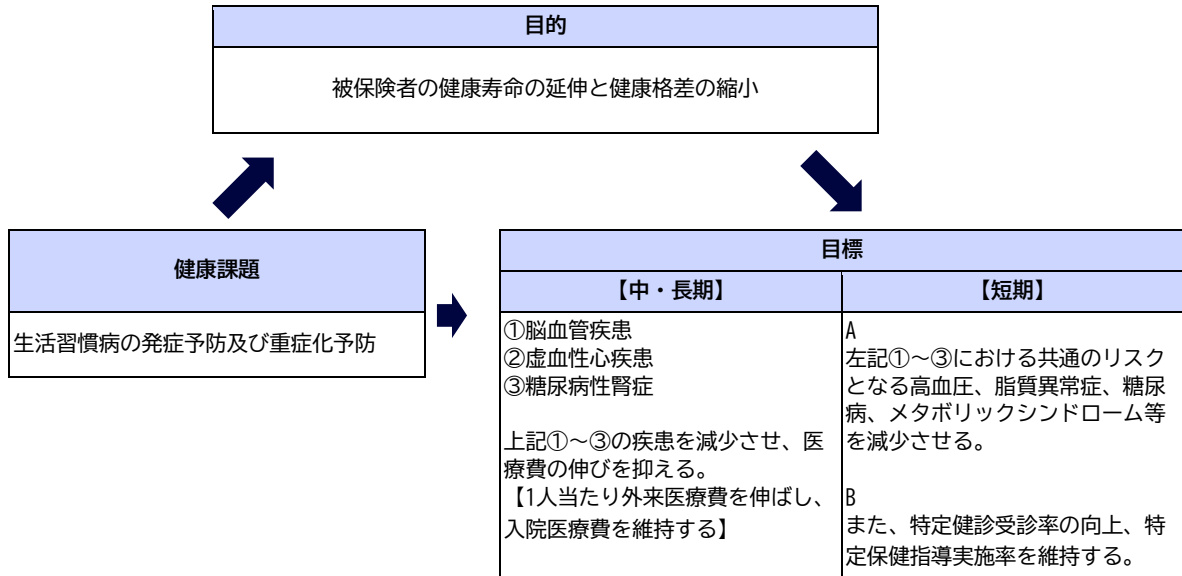 目的
被保険者の健康寿命の延伸と健康格差の縮小
健康課題
生活習慣病の発症予防及び重症化予防
目標
【中・長期】
①脳血管疾患
②虚血性心疾患
③糖尿病性腎症
上記①～③の疾患を減少させ、医
療費の伸びを抑える。
【1人当たり外来医療費を伸ばし、
入院医療費を維持する】
【短期】
A
左記①～③における共通のリスク
となる高血圧、脂質異常症、糖尿
病、メタボリックシンドローム等
を減少させる。
B
また、特定健診受診率の向上、特
定保健指導実施率を維持する。